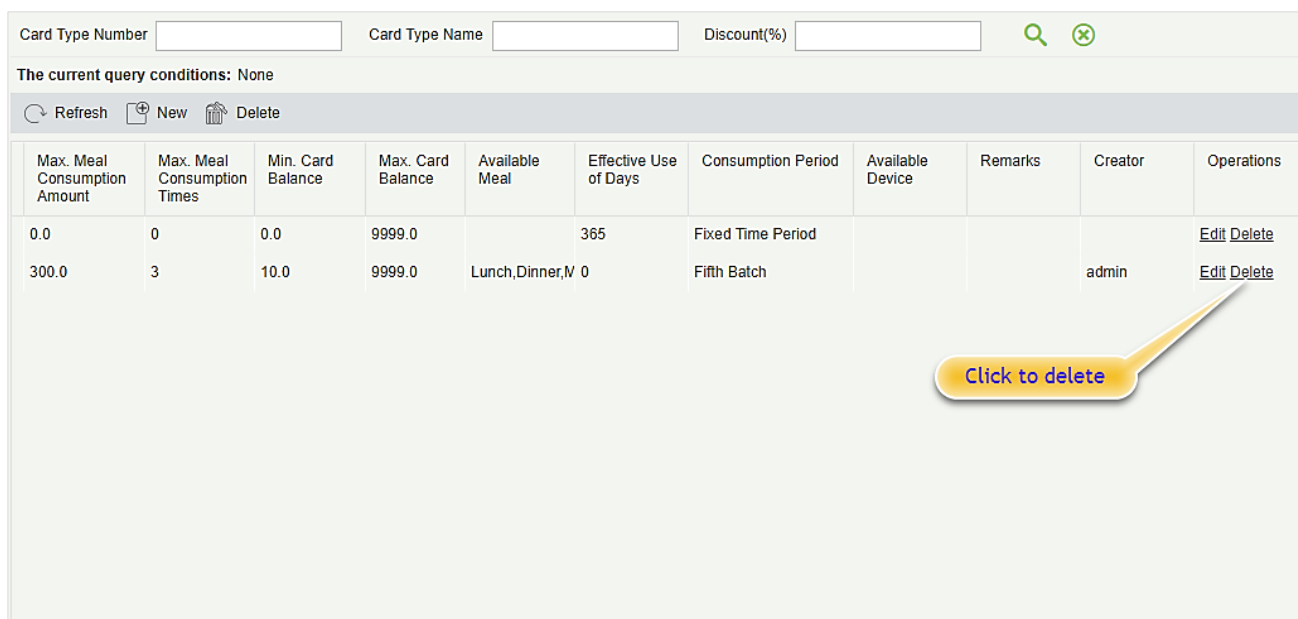 Card Type Number Card Type Name Discount(%)
The current query conditions: None
Refresh New Delete
Max. Meal Consumption Amount Max. Meal Consumption Times Min. Card Balance Max. Card Balance Available Meal Effective Use of Days Consumption Period Available Device Remarks Creator Operations
0.0 0 0.0 9999.0 365 Fixed Time Period Edit Delete
300.0 3 10.0 9999.0 Lunch,Dinner,M 0 Fifth Batch admin Edit Delete
Click to delete